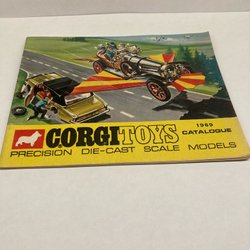 CORGI TOYS
1969
CATALOGUE
PRECISION DIE-CAST SCALE MODELS